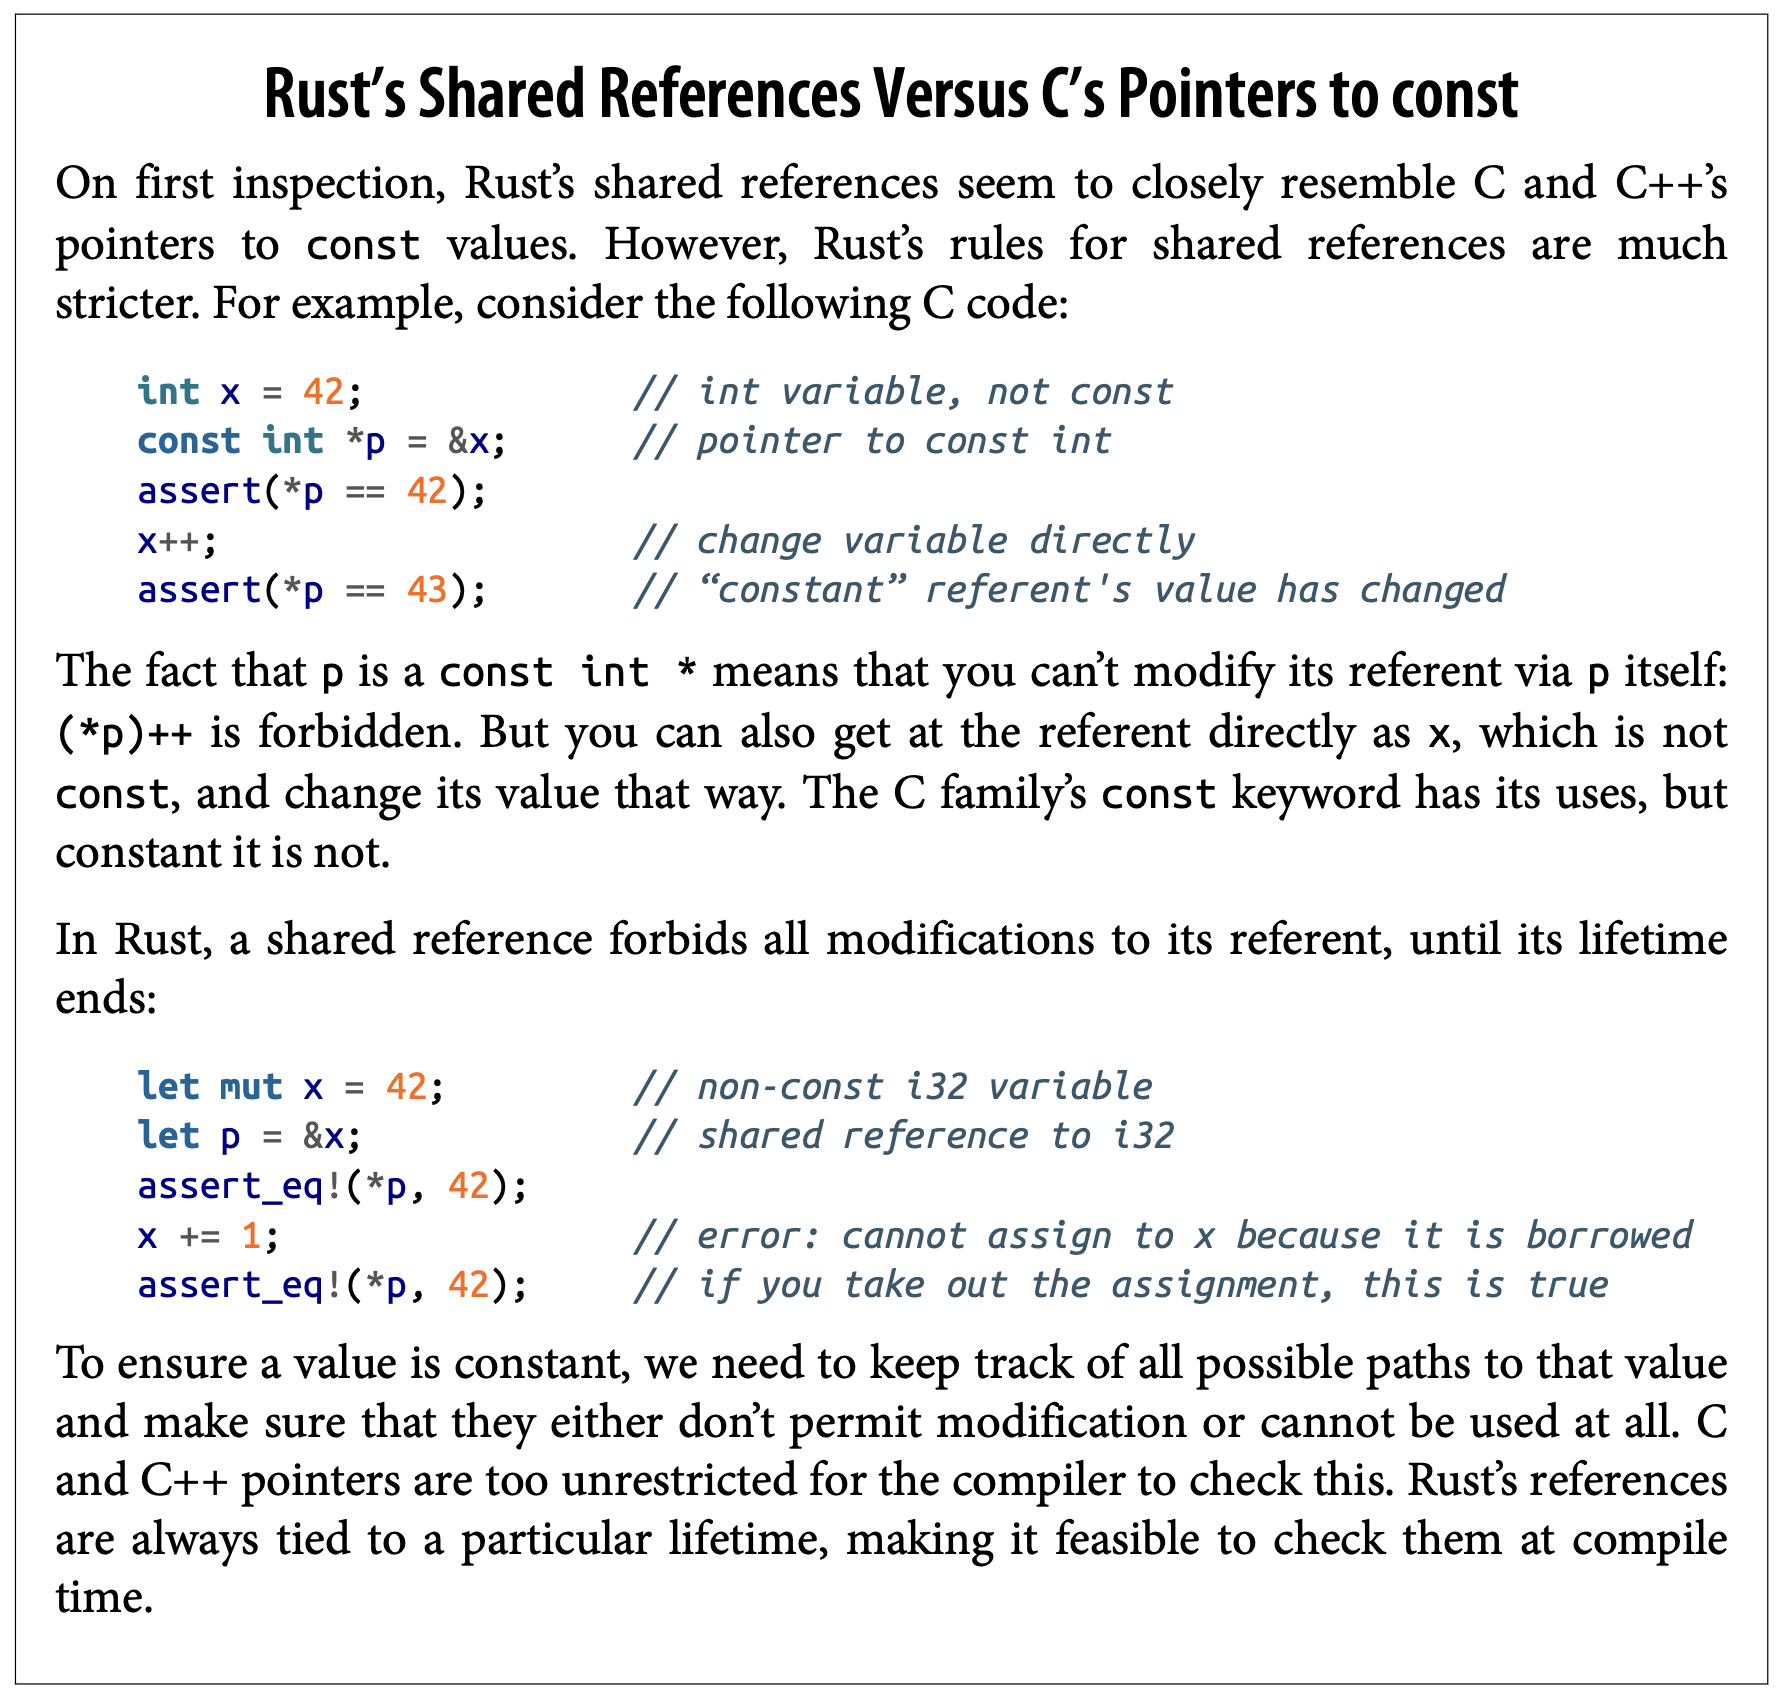 Rust’s Shared References Versus C’s Pointers to const
On first inspection, Rust’s shared references seem to closely resemble C and C++’s
pointers to const values. However, Rust’s rules for shared references are much
stricter. For example, consider the following C code:
int x = 42;             // int variable, not const
const int *p = &x;      // pointer to const int
assert(*p == 42);
x++;                    // change variable directly
assert(*p == 43);       // “constant” referent's value has changed
The fact that p is a const int * means that you can’t modify its referent via p itself:
(*p)++ is forbidden. But you can also get at the referent directly as x, which is not
const, and change its value that way. The C family’s const keyword has its uses, but
constant it is not.
In Rust, a shared reference forbids all modifications to its referent, until its lifetime
ends:
let mut x = 42;         // non-const i32 variable
let p = &x;             // shared reference to i32
assert_eq!(*p, 42);
x += 1;                 // error: cannot assign to x because it is borrowed
assert_eq!(*p, 42);     // if you take out the assignment, this is true
To ensure a value is constant, we need to keep track of all possible paths to that value
and make sure that they either don’t permit modification or cannot be used at all. C
and C++ pointers are too unrestricted for the compiler to check this. Rust’s references
are always tied to a particular lifetime, making it feasible to check them at compile
time.